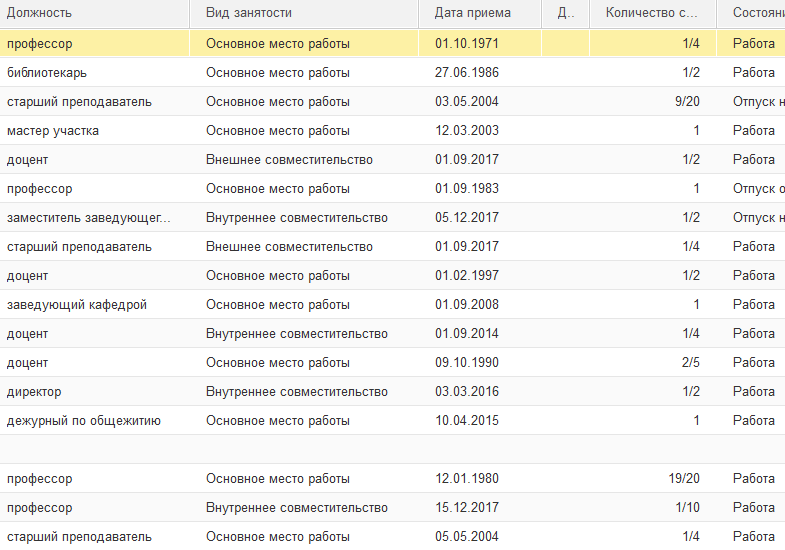 Должность Вид занятости Дата приема Д.. Количество с... Состояни
профессор Основное место работы 01.10.1971 1/4 Работа
библиотекарь Основное место работы 27.06.1986 1/2 Работа
старший преподаватель Основное место работы 03.05.2004 9/20 Отпуск н
мастер участка Основное место работы 12.03.2003 1 Работа
доцент Внешнее совместительство 01.09.2017 1/2 Работа
профессор Основное место работы 01.09.1983 1 Отпуск о
заместитель заведующег... Внутреннее совместительство 05.12.2017 1/2 Отпуск н
старший преподаватель Внешнее совместительство 01.09.2017 1/4 Работа
доцент Основное место работы 01.02.1997 1/2 Работа
заведующий кафедрой Основное место работы 01.09.2008 1 Работа
доцент Внутреннее совместительство 01.09.2014 1/4 Работа
доцент Основное место работы 09.10.1990 2/5 Работа
директор Внутреннее совместительство 03.03.2016 1/2 Работа
дежурный по общежитию Основное место работы 10.04.2015 1 Работа
профессор Основное место работы 12.01.1980 19/20 Работа
профессор Внутреннее совместительство 15.12.2017 1/10 Работа
старший преподаватель Основное место работы 05.05.2004 1/4 Работа